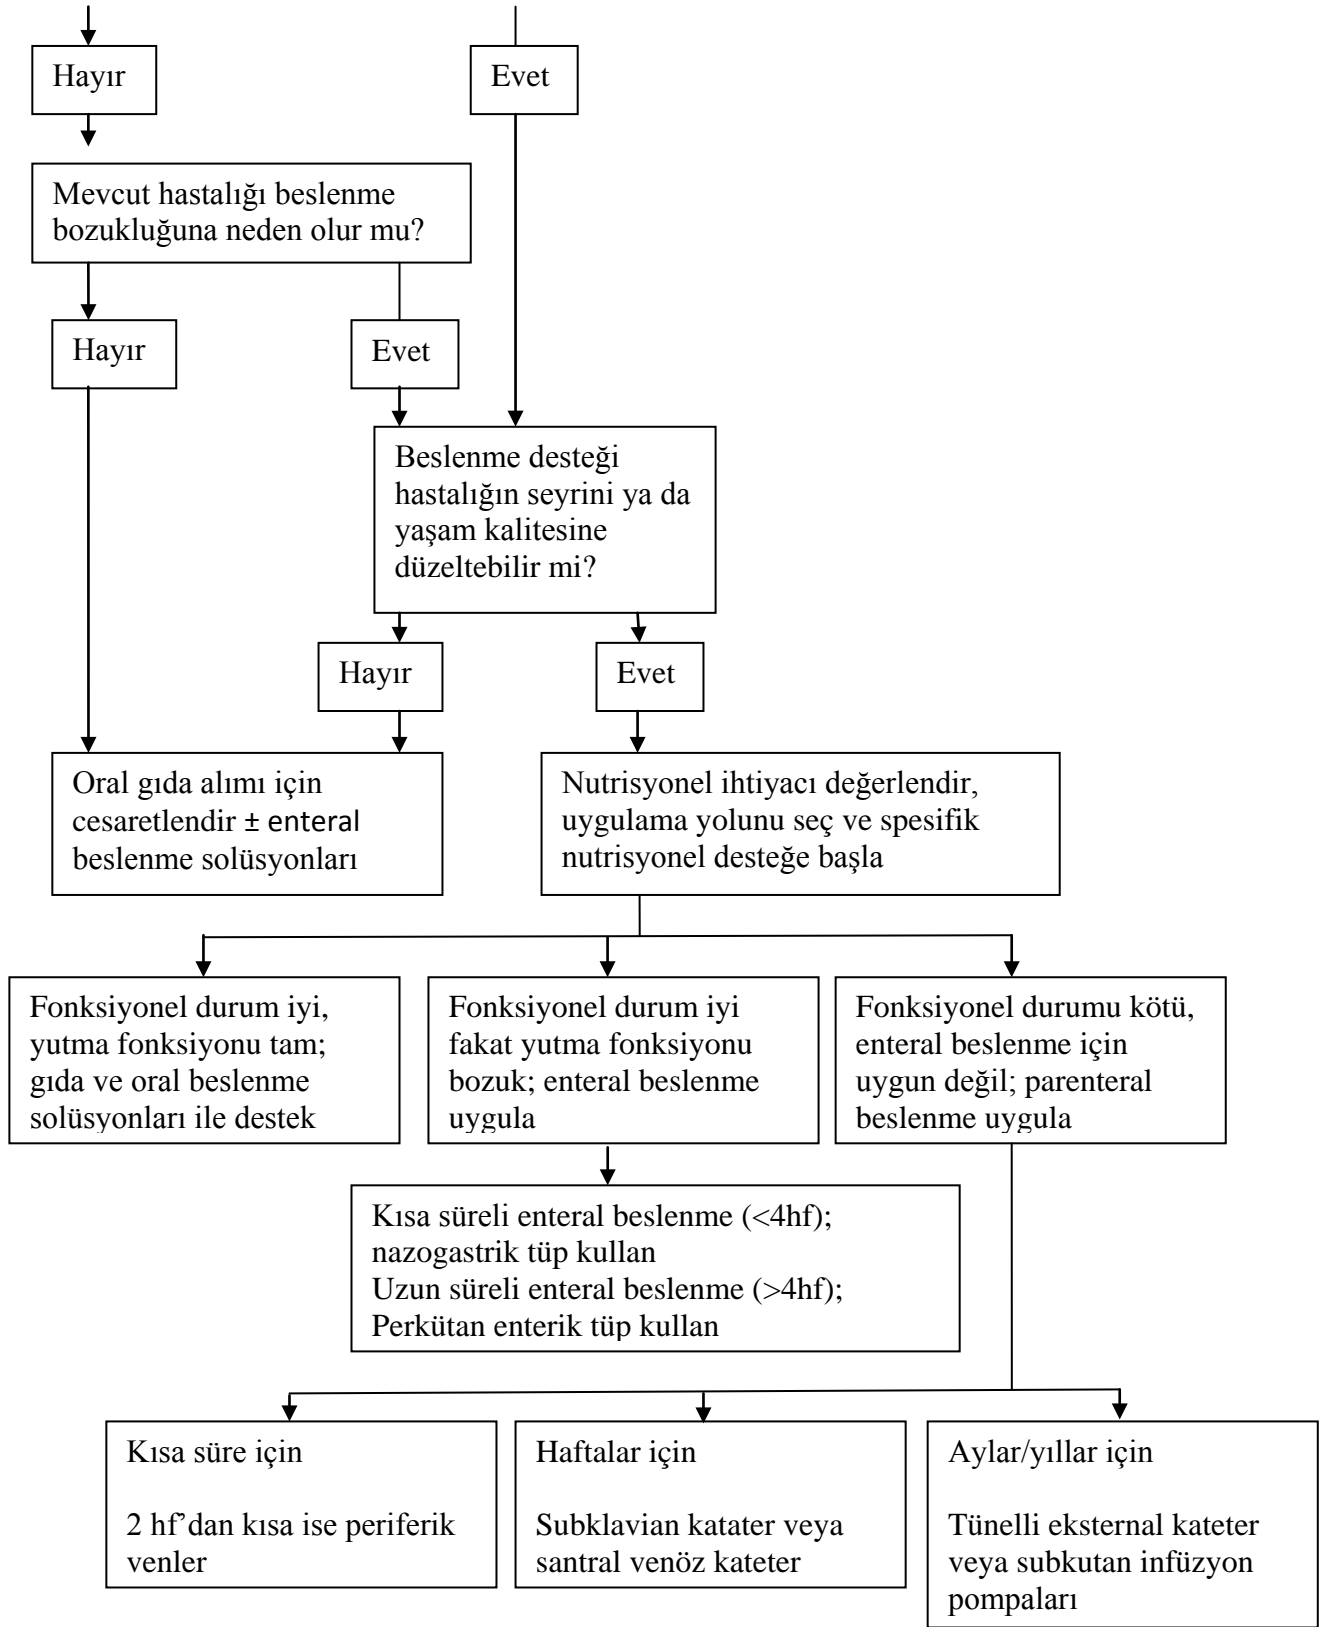 Hayır
Evet
Mevcut hastalığı beslenme
bozukluğuna neden olur mu?
Hayır
Evet
Beslenme desteği
hastalığın seyrini ya da
yaşam kalitesine
düzeltebilir mi?
Hayır
Evet
Oral gıda alımı için
cesaretlendir ± enteral
beslenme solüsyonları
Nutrisyonel ihtiyacı değerlendir,
uygulama yolunu seç ve spesifik
nutrisyonel desteğe başla
Fonksiyonel durum iyi,
yutma fonksiyonu tam;
gıda ve oral beslenme
solüsyonları ile destek
Fonksiyonel durum iyi
fakat yutma fonksiyonu
bozuk; enteral beslenme
uygula
Fonksiyonel durumu kötü,
enteral beslenme için
uygun değil; parenteral
beslenme uygula
Kısa süreli enteral beslenme (<4hf);
nazogastrik tüp kullan
Uzun süreli enteral beslenme (>4hf);
Perkütan enterik tüp kullan
Kısa süre için
2 hf’dan kısa ise periferik
venler
Haftalar için
Subklavian katater veya
santral venöz kateter
Aylar/yıllar için
Tünelli eksternal kateter
veya subkutan infüzyon
pompaları